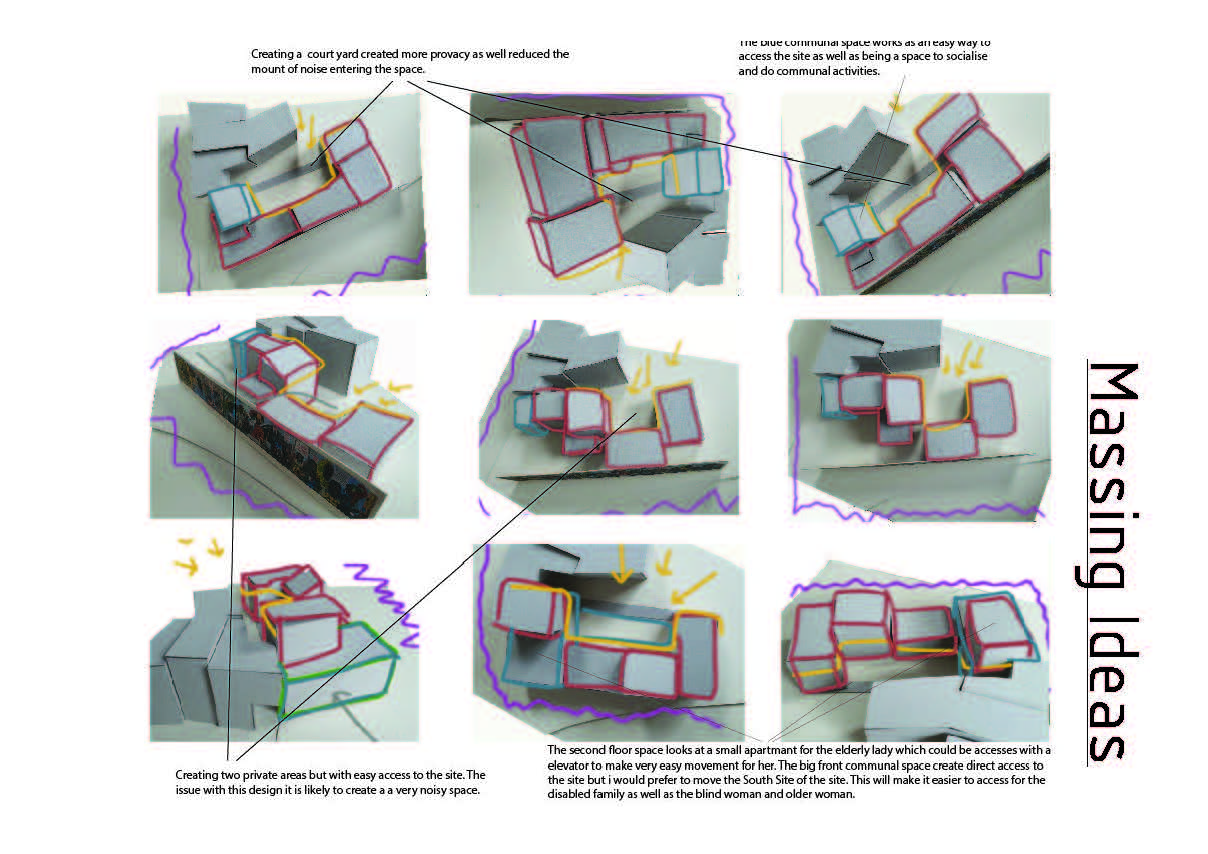 Creating a  court yard created more provacy as well reduced the
mount of noise entering the space.
The blue communal space works as an easy way to
access the site as well as being a space to socialise
and do communal activities.
Massing Ideas
Creating two private areas but with easy access to the site. The
issue with this design it is likely to create a a very noisy space.
The second floor space looks at a small apartmant for the elderly lady which could be accesses with a
elevator to make very easy movement for her. The big front communal space create direct access to
the site but i would prefer to move the South Site of the site. This will make it easier to access for the
disabled family as well as the blind woman and older woman.